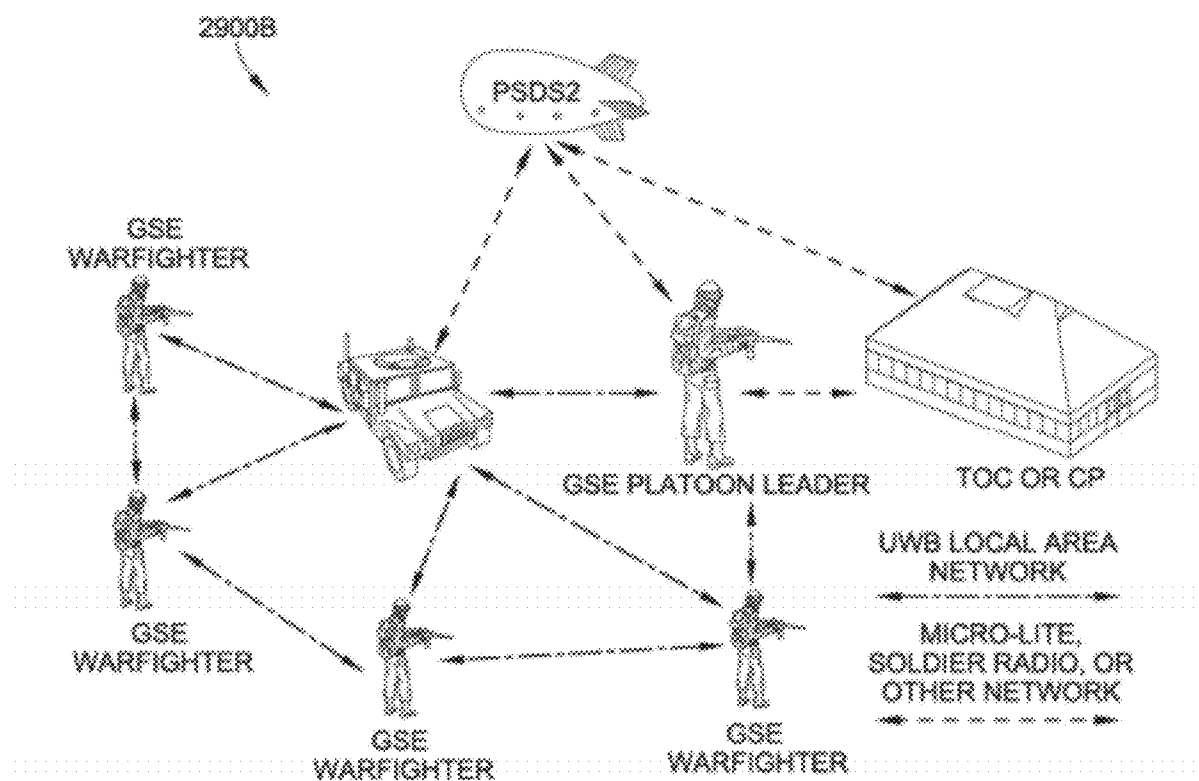 2900B
PSDS2
GSE
WARFIGHTER
GSE PLATOON LEADER
TOC OR CP
GSE
WARFIGHTER
GSE
WARFIGHTER
GSE
WARFIGHTER
UWB LOCAL AREA
NETWORK
MICRO-LITE,
SOLDIER RADIO, OR
OTHER NETWORK